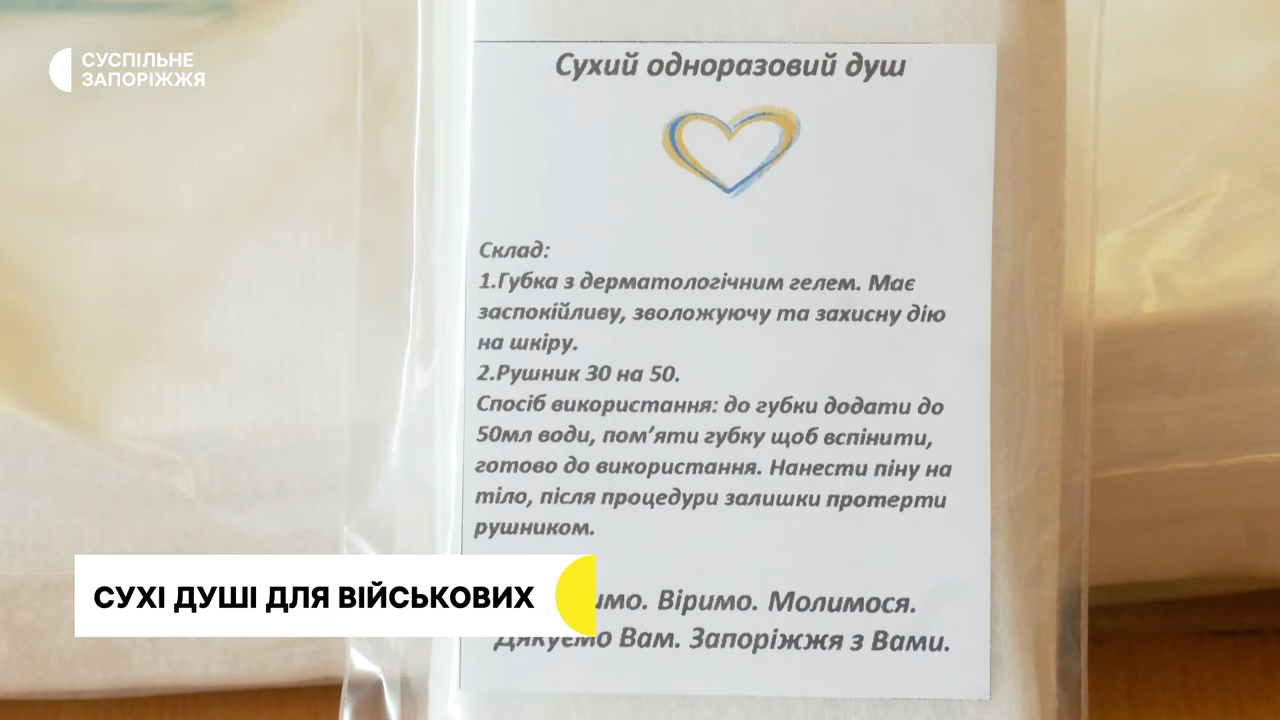 СУСПІЛЬНЕ
ЗАПОРІЖЖЯ
Сухий одноразовий душ
Склад:
1.Губка з дерматологічним гелем. Має
заспокійливу, зволожуючу та захисну дію
на шкіру.
2.Рушник 30 на 50.
Спосіб використання: до губки додати до
50мл води, пом’яти губку щоб вспінити,
готово до використання. Нанести піну на
тіло, після процедури залишки протерти
рушником.
Віримо. Молимося.
Дякуємо Вам. Запоріжжя з Вами.
СУХІ ДУШІ ДЛЯ ВІЙСЬКОВИХ